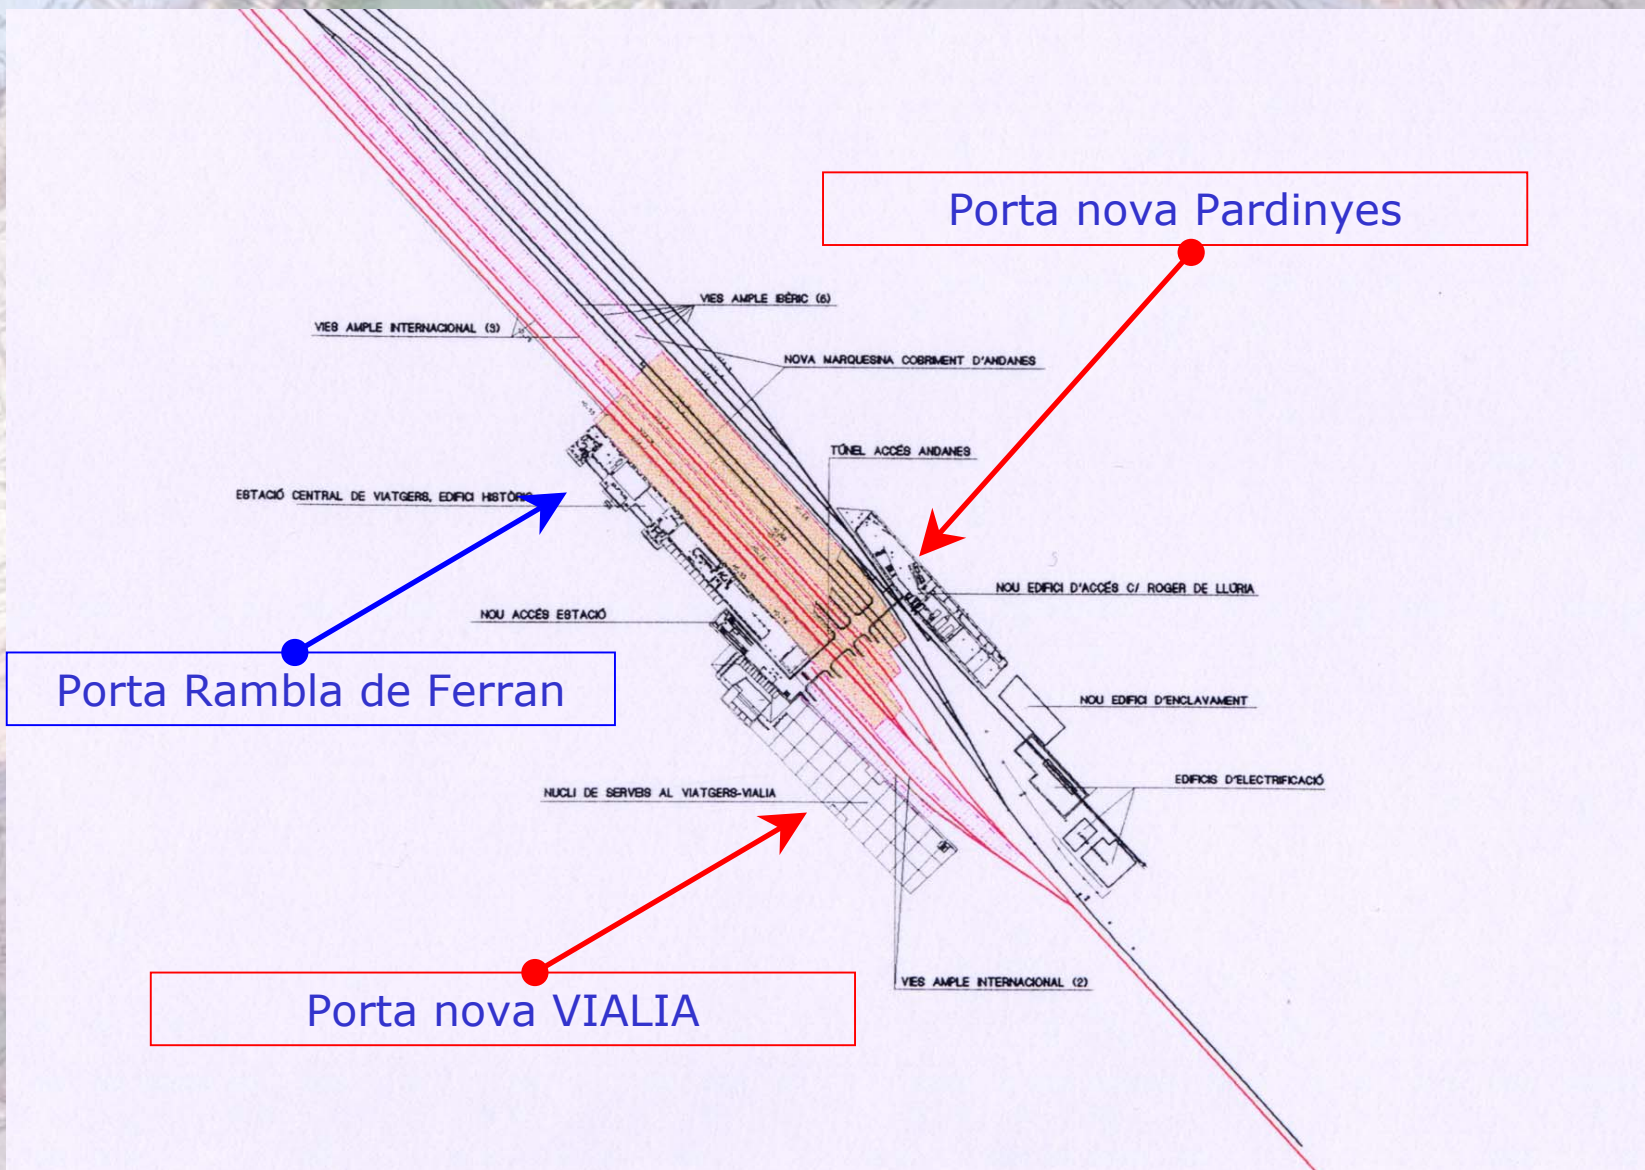 Porta nova Pardinyes
VIES AMPLE IBÈRIC (6)
VIES AMPLE INTERNACIONAL (3)
NOVA MARQUESINA COBRIMENT D'ANDANES
TÚNEL ACCÉS ANDANES
ESTACIÓ CENTRAL DE VIATGERS, EDIFICI HISTÒRIC
NOU EDIFICI D'ACCÉS C/ ROGER DE LLÚRIA
NOU ACCÉS ESTACIÓ
Porta Rambla de Ferran
NOU EDIFICI D'ENCLAVAMENT
EDIFICIS D'ELECTRIFICACIÓ
NUCLI DE SERVEIS AL VIATGERS-VIALIA
VIES AMPLE INTERNACIONAL (2)
Porta nova VIALIA